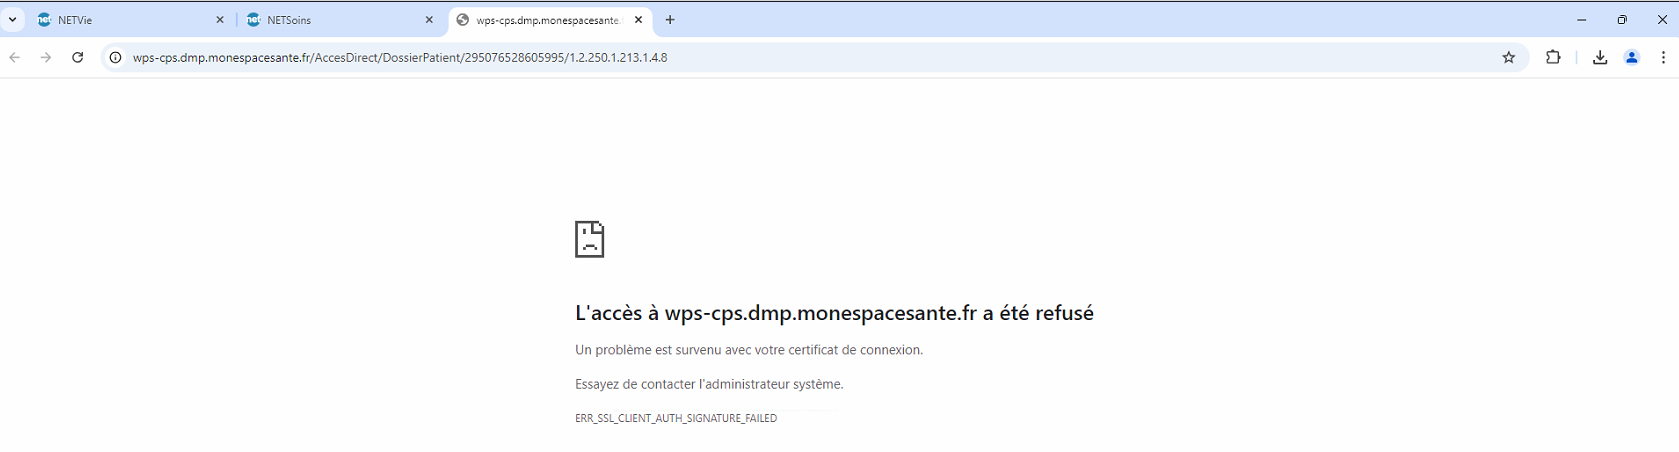 net NETVie
net NETSoins
wps-cps.dmp.monespacesante.
wps-cps.dmp.monespacesante.fr/AccesDirect/DossierPatient/295076528605995/1.2.250.1.213.1.4.8
L'accès à wps-cps.dmp.monespacesante.fr a été refusé
Un problème est survenu avec votre certificat de connexion.
Essayez de contacter l'administrateur système.
ERR_SSL_CLIENT_AUTH_SIGNATURE_FAILED